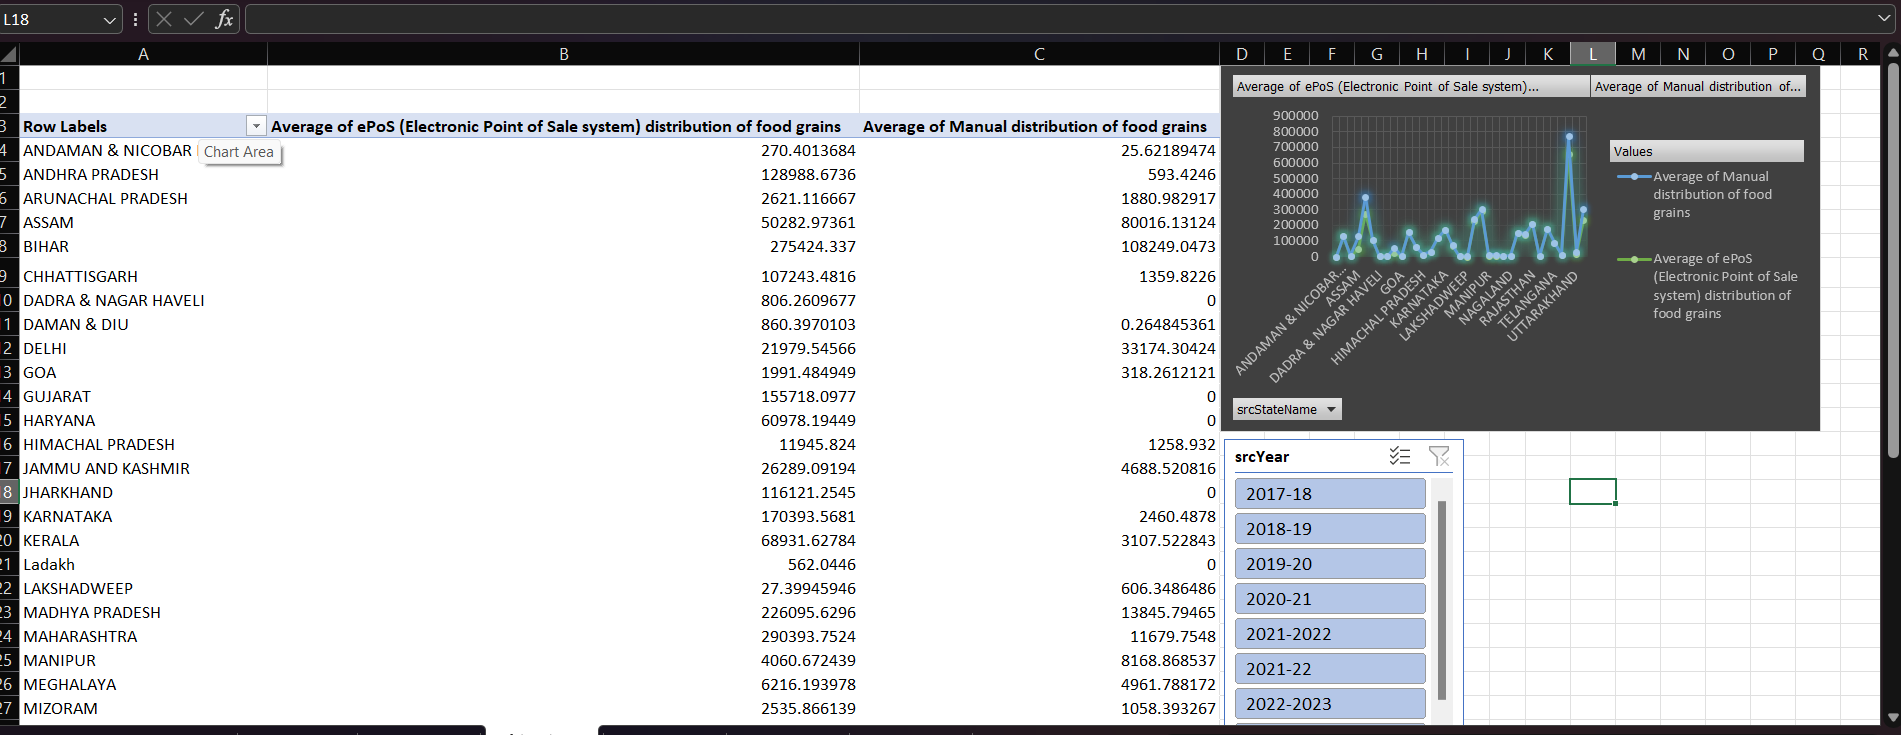 L18
fx
A B C D E F G H I J K L M N O P Q R
1
2
3 Row Labels Average of ePoS (Electronic Point of Sale system) distribution of food grains Average of Manual distribution of food grains
4 ANDAMAN & NICOBAR 270.4013684 25.62189474
Chart Area
5 ANDHRA PRADESH 128988.6736 593.4246
6 ARUNACHAL PRADESH 2621.116667 1880.982917
7 ASSAM 50282.97361 80016.13124
8 BIHAR 275424.337 108249.0473
9 CHHATTISGARH 107243.4816 1359.8226
0 DADRA & NAGAR HAVELI 806.2609677 0
1 DAMAN & DIU 860.3970103 0.264845361
2 DELHI 21979.54566 33174.30424
3 GOA 1991.484949 318.2612121
4 GUJARAT 155718.0977 0
5 HARYANA 60978.19449 0
6 HIMACHAL PRADESH 11945.824 1258.932
7 JAMMU AND KASHMIR 26289.09194 4688.520816
8 JHARKHAND 116121.2545 0
9 KARNATAKA 170393.5681 2460.4878
20 KERALA 68931.62784 3107.522843
21 Ladakh 562.0446 0
22 LAKSHADWEEP 27.39945946 606.3486486
23 MADHYA PRADESH 226095.6296 13845.79465
24 MAHARASHTRA 290393.7524 11679.7548
25 MANIPUR 4060.672439 8168.868537
26 MEGHALAYA 6216.193978 4961.788172
27 MIZORAM 2535.866139 1058.393267
Average of ePoS (Electronic Point of Sale system)... Average of Manual distribution of...
900000
800000
700000
600000
500000
400000
300000
200000
100000
0
ANDAMAN & NICOBAR...
ASSAM
DADRA & NAGAR HAVELI
GOA
HIMACHAL PRADESH
KARNATAKA
LAKSHADWEEP
MANIPUR
NAGALAND
RAJASTHAN
TELANGANA
UTTARAKHAND
Values
Average of Manual
distribution of food
grains
Average of ePoS
(Electronic Point of Sale
system) distribution of
food grains
srcStateName
srcYear
2017-18
2018-19
2019-20
2020-21
2021-2022
2021-22
2022-2023